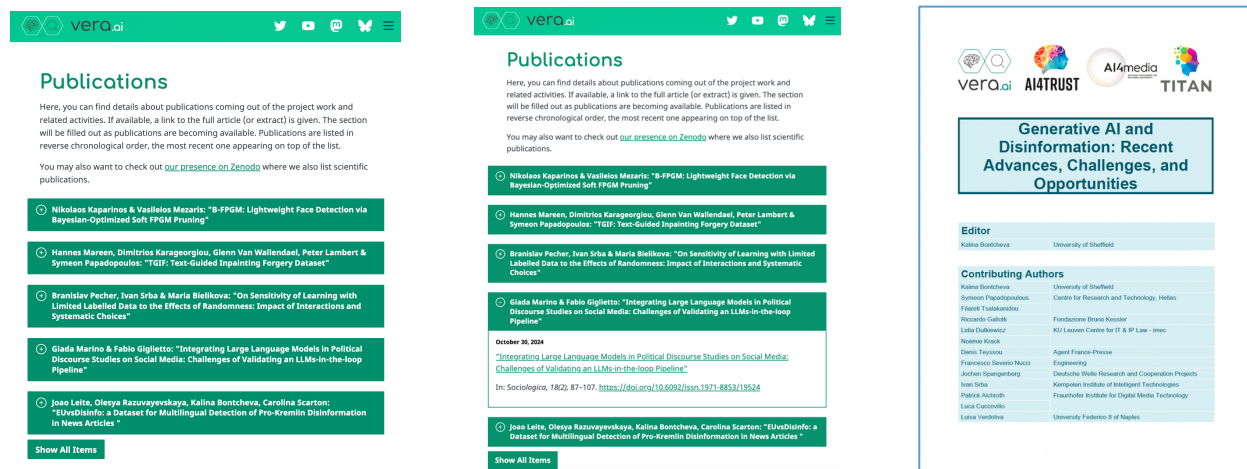 vera.ai
Publications
Here, you can find details about publications coming out of the project work and
related activities. If available, a link to the full article (or extract) is given. The section
will be filled out as publications are becoming available. Publications are listed in
reverse chronological order, the most recent one appearing on top of the list.
You may also want to check out our presence on Zenodo where we also list scientific
publications.
Nikolaos Kaparinos & Vasileios Mezaris: "B-FPGM: Lightweight Face Detection via
Bayesian-Optimized Soft FPGM Pruning"
Hannes Mareen, Dimitrios Karageorgiou, Glenn Van Wallendael, Peter Lambert &
Symeon Papadopoulos: "TGIF: Text-Guided Inpainting Forgery Dataset"
Branislav Pecher, Ivan Srba & Maria Bielikova: "On Sensitivity of Learning with
Limited Labelled Data to the Effects of Randomness: Impact of Interactions and
Systematic Choices"
Giada Marino & Fabio Giglietto: "Integrating Large Language Models in Political
Discourse Studies on Social Media: Challenges of Validating an LLMs-in-the-loop
Pipeline"
Joao Leite, Olesya Razuvayevskaya, Kalina Bontcheva, Carolina Scarton:
"EUvsDisinfo: a Dataset for Multilingual Detection of Pro-Kremlin Disinformation
in News Articles "
Show All Items
vera.ai
Publications
Here, you can find details about publications coming out of the project work and
related activities. If available, a link to the full article (or extract) is given. The section
will be filled out as publications are becoming available. Publications are listed in
reverse chronological order, the most recent one appearing on top of the list.
You may also want to check out our presence on Zenodo where we also list scientific
publications.
Nikolaos Kaparinos & Vasileios Mezaris: "B-FPGM: Lightweight Face Detection via
Bayesian-Optimized Soft FPGM Pruning"
Hannes Mareen, Dimitrios Karageorgiou, Glenn Van Wallendael, Peter Lambert &
Symeon Papadopoulos: "TGIF: Text-Guided Inpainting Forgery Dataset"
Branislav Pecher, Ivan Srba & Maria Bielikova: "On Sensitivity of Learning with Limited
Labelled Data to the Effects of Randomness: Impact of Interactions and Systematic
Choices"
Giada Marino & Fabio Giglietto: "Integrating Large Language Models in Political
Discourse Studies on Social Media: Challenges of Validating an LLMs-in-the-loop
Pipeline"
October 30, 2024
"Integrating Large Language Models in Political Discourse Studies on Social Media:
Challenges of Validating an LLMs-in-the-loop Pipeline"
In: Sociologica, 18(2), 87–107. https://doi.org/10.6092/issn.1971-8853/19524
Joao Leite, Olesya Razuvayevskaya, Kalina Bontcheva, Carolina Scarton: "EUvsDisinfo: a
Dataset for Multilingual Detection of Pro-Kremlin Disinformation in News Articles "
Show All Items
vera.ai AI4TRUST AI4media TITAN
Generative AI and
Disinformation: Recent
Advances, Challenges, and
Opportunities
Editor
Kalina Bontcheva University of Sheffield
Contributing Authors
Kalina Bontcheva University of Sheffield
Symeon Papadopoulous Centre for Research and Technology, Hellas
Filareti Tsalakanidou
Riccardo Gallotti Fondazione Bruno Kessler
Lidia Dutkiewicz KU Leuven Centre for IT & IP Law - imec
Noémie Krack
Denis Teyssou Agent France-Presse
Francesco Severio Nucci Engineering
Jochen Spangenberg Deutsche Welle Research and Cooperation Projects
Ivan Srba Kempelen Institute of Intelligent Technologies
Patrick Aichroth Fraunhofer Institute for Digital Media Technology
Luca Cuccovillo
Luisa Verdoliva University Federico II of Naples